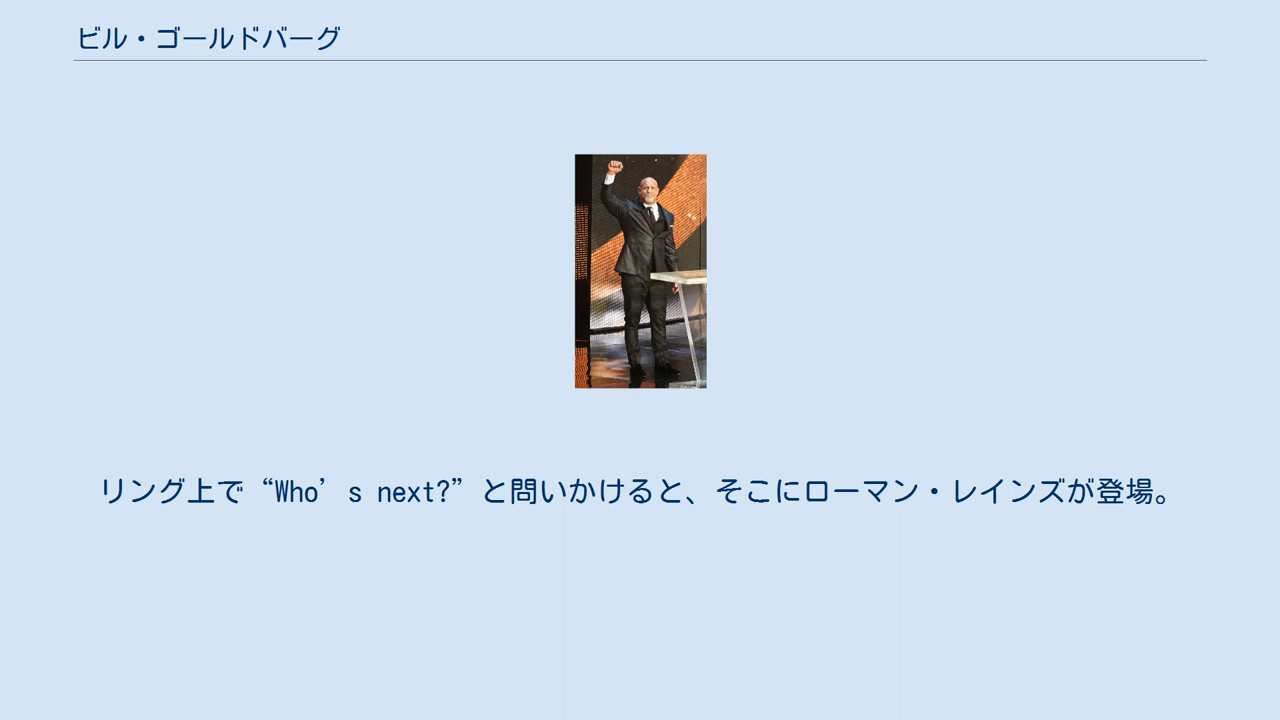 ビル・ゴールドバーグ
リング上で“Who’s next?”と問いかけると、そこにローマン・レインズが登場。